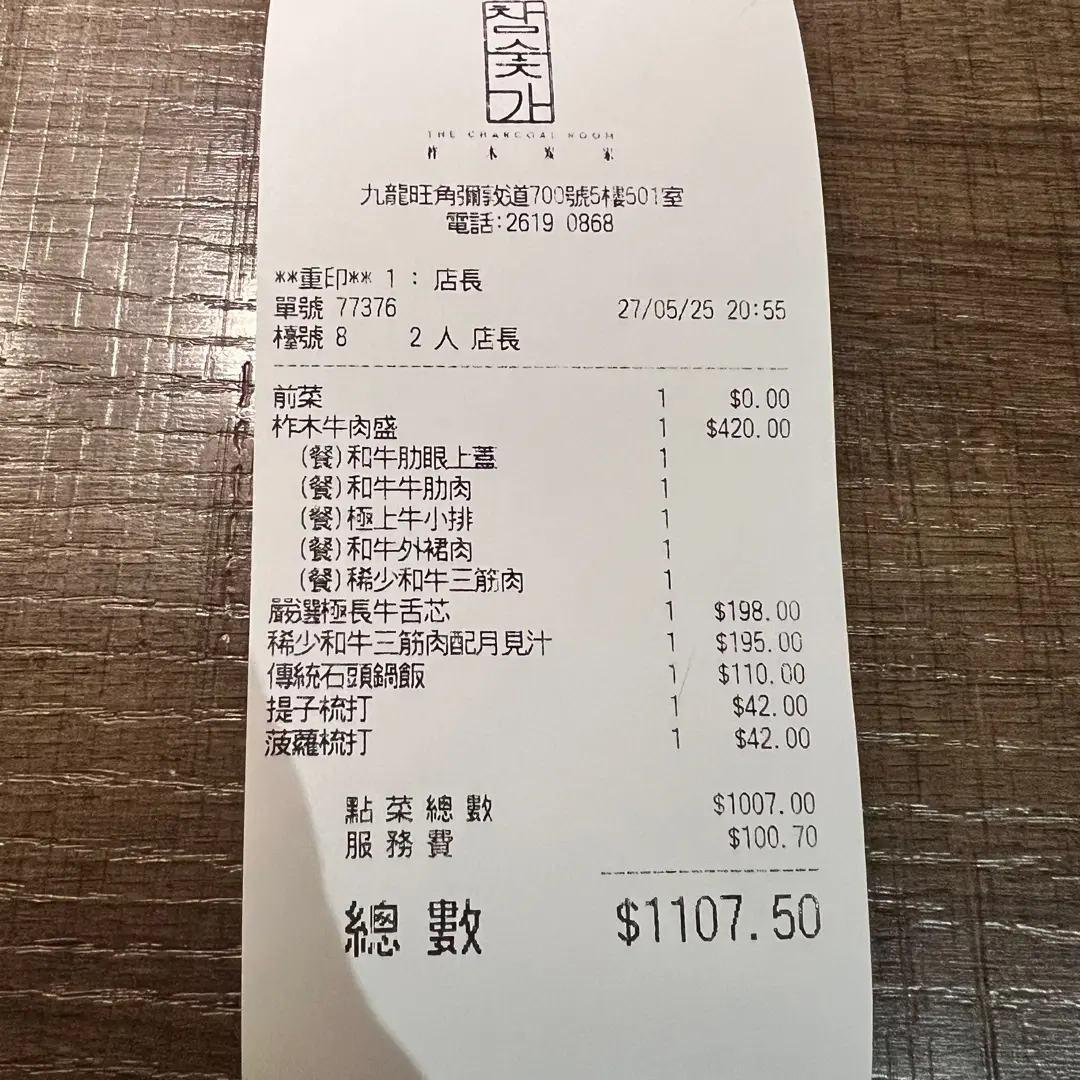 참숯가
THE CHARCOAL ROOM
柞木炭家
九龍旺角彌敦道700號5樓501室
電話:2619 0868
**重印** 1 : 店長
單號 77376 27/05/25 20:55
檯號 8 2 人 店長
前菜 1 $0.00
柞木牛肉盛 1 $420.00
(餐)和牛肋眼上蓋 1
(餐)和牛牛肋肉 1
(餐)極上牛小排 1
(餐)和牛外裙肉 1
(餐)稀少和牛三筋肉 1
嚴選極長牛舌芯 1 $198.00
稀少和牛三筋肉配月見汁 1 $195.00
傳統石頭鍋飯 1 $110.00
提子梳打 1 $42.00
菠蘿梳打 1 $42.00
點菜總數 $1007.00
服務費 $100.70
總數 $1107.50